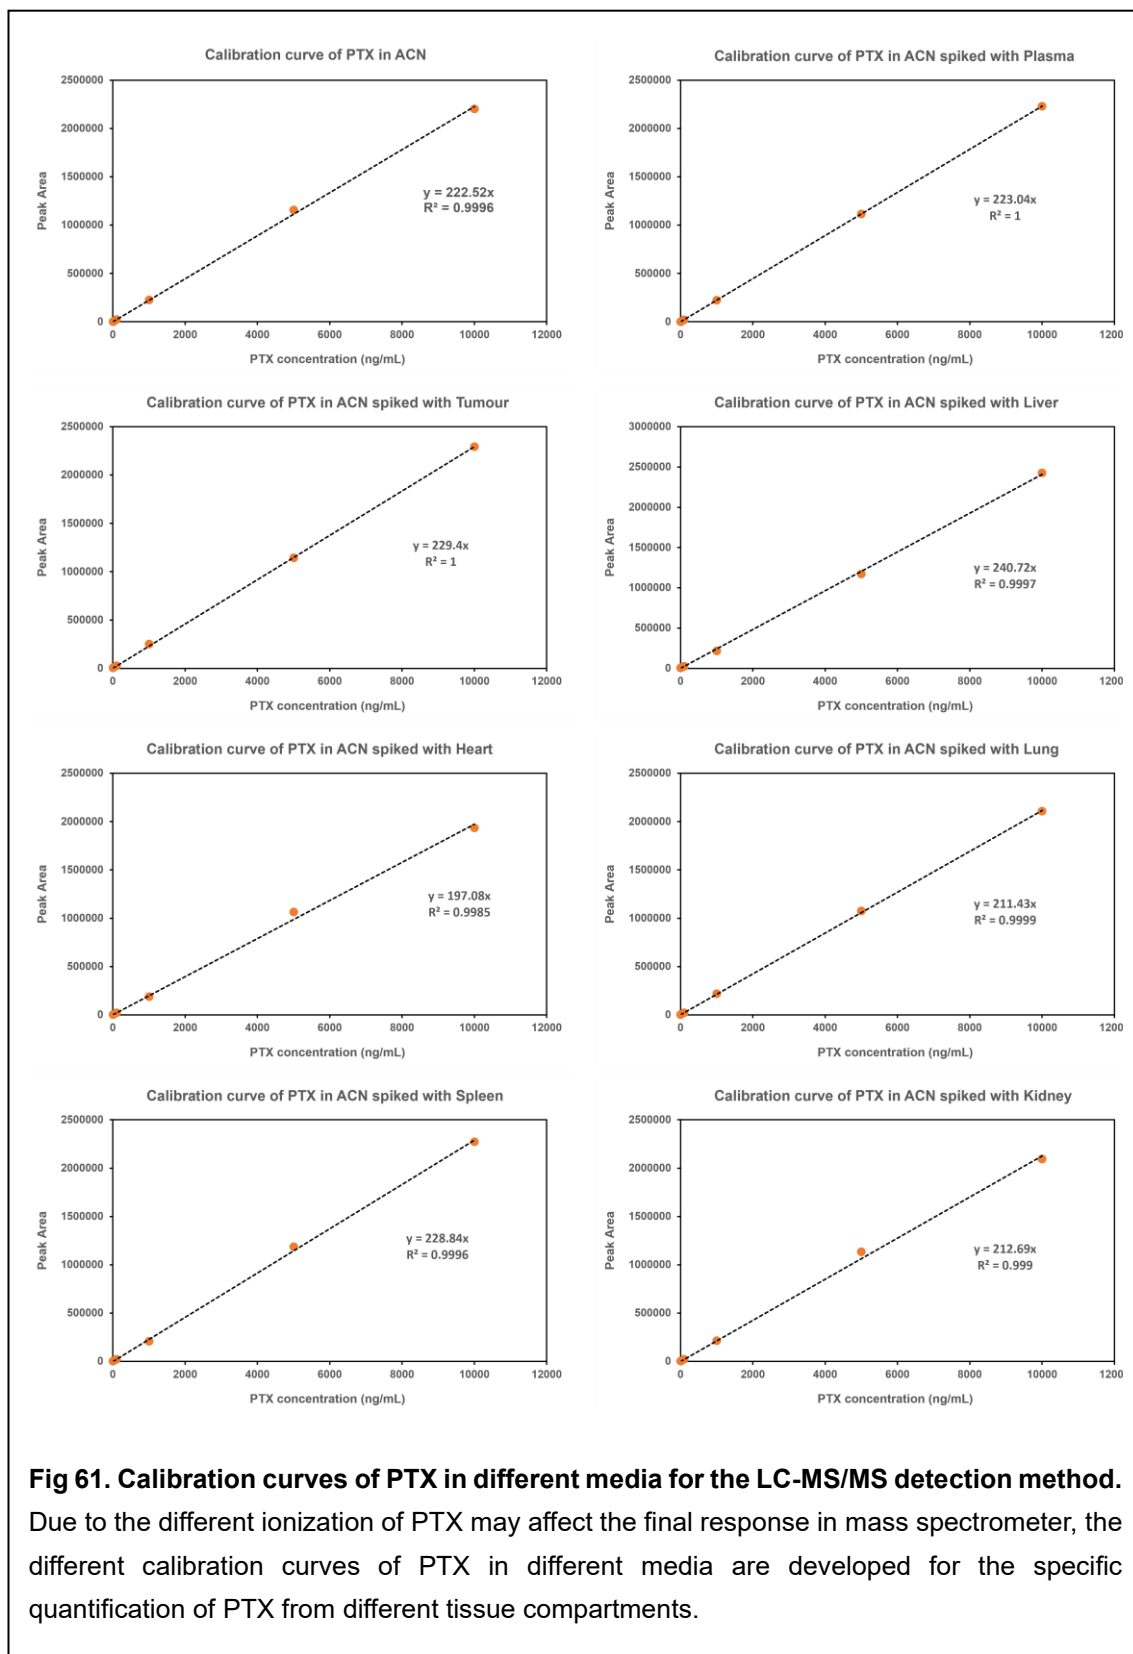 Calibration curve of PTX in ACN
2500000
2000000
1500000
1000000
500000
0
Peak Area
y = 222.52x
R² = 0.9996
0 2000 4000 6000 8000 10000 12000
PTX concentration (ng/mL)
Calibration curve of PTX in ACN spiked with Plasma
2500000
2000000
1500000
1000000
500000
0
Peak Area
y = 223.04x
R² = 1
0 2000 4000 6000 8000 10000 1200
PTX concentration (ng/mL)
Calibration curve of PTX in ACN spiked with Tumour
2500000
2000000
1500000
1000000
500000
0
Peak Area
y = 229.4x
R² = 1
0 2000 4000 6000 8000 10000 12000
PTX concentration (ng/mL)
Calibration curve of PTX in ACN spiked with Liver
3000000
2500000
2000000
1500000
1000000
500000
0
Peak Area
y = 240.72x
R² = 0.9997
0 2000 4000 6000 8000 10000 1200
PTX concentration (ng/mL)
Calibration curve of PTX in ACN spiked with Heart
2500000
2000000
1500000
1000000
500000
0
Peak Area
y = 197.08x
R² = 0.9985
0 2000 4000 6000 8000 10000 12000
PTX concentration (ng/mL)
Calibration curve of PTX in ACN spiked with Lung
2500000
2000000
1500000
1000000
500000
0
Peak Area
y = 211.43x
R² = 0.9999
0 2000 4000 6000 8000 10000 1200
PTX concentration (ng/mL)
Calibration curve of PTX in ACN spiked with Spleen
2500000
2000000
1500000
1000000
500000
0
Peak Area
y = 228.84x
R² = 0.9996
0 2000 4000 6000 8000 10000 12000
PTX concentration (ng/mL)
Calibration curve of PTX in ACN spiked with Kidney
2500000
2000000
1500000
1000000
500000
0
Peak Area
y = 212.69x
R² = 0.999
0 2000 4000 6000 8000 10000 1200
PTX concentration (ng/mL)
Fig 61. Calibration curves of PTX in different media for the LC-MS/MS detection method.
Due to the different ionization of PTX may affect the final response in mass spectrometer, the
different calibration curves of PTX in different media are developed for the specific
quantification of PTX from different tissue compartments.